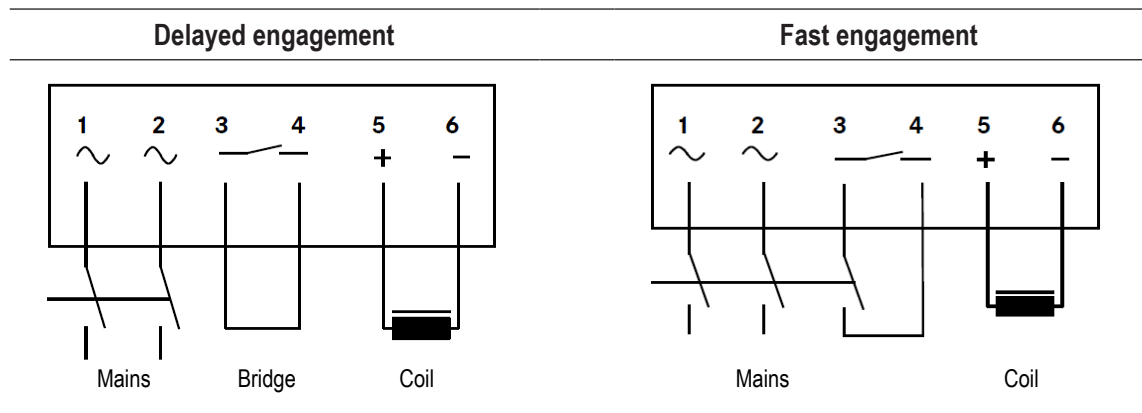 Delayed engagement
Fast engagement
1 2 3 4 5 6
+ −
Mains Bridge Coil
1 2 3 4 5 6
+ −
Mains Coil